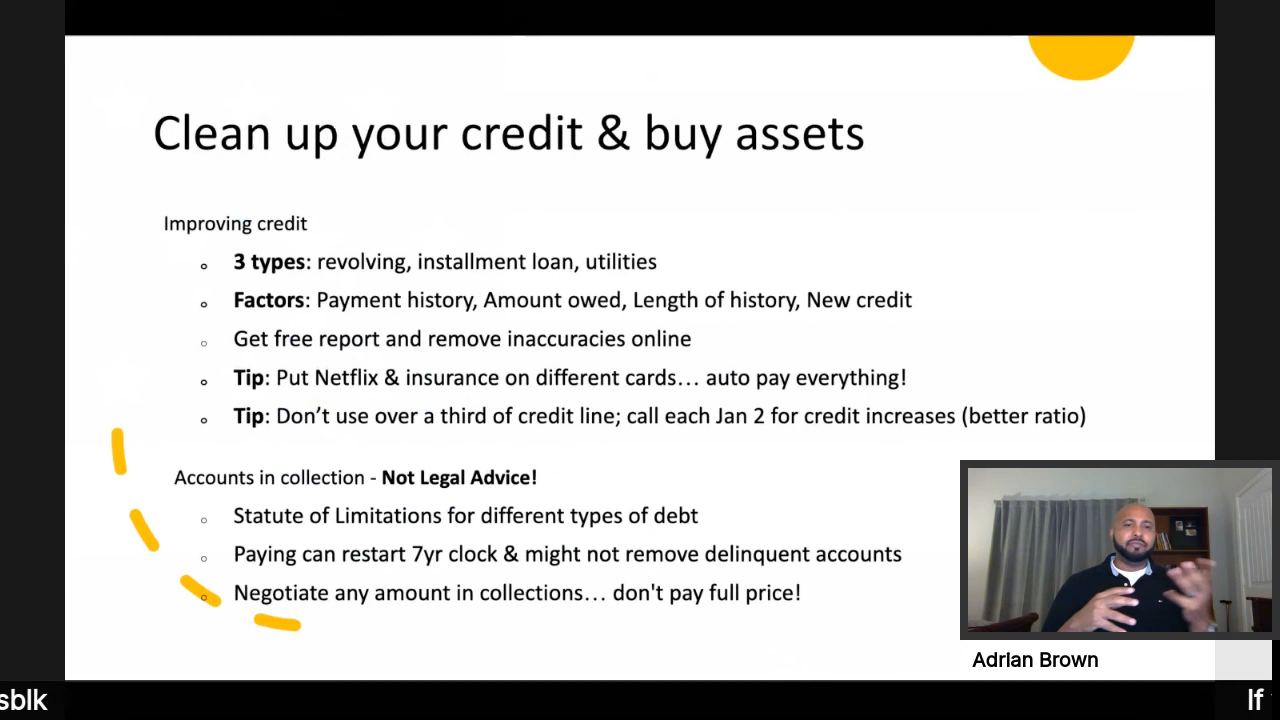 Clean up your credit & buy assets
Improving credit
3 types: revolving, installment loan, utilities
Factors: Payment history, Amount owed, Length of history, New credit
Get free report and remove inaccuracies online
Tip: Put Netflix & insurance on different cards... auto pay everything!
Tip: Don't use over a third of credit line; call each Jan 2 for credit increases (better ratio)
Accounts in collection - Not Legal Advice!
Statute of Limitations for different types of debt
Paying can restart 7yr clock & might not remove delinquent accounts
Negotiate any amount in collections... don't pay full price!
Adrian Brown
sblk
If